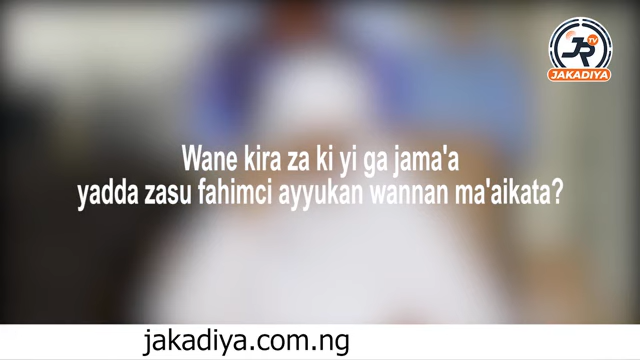 JR TV
JAKADIYA
Wane kira za ki yi ga jama'a
yadda zasu fahimci ayyukan wannan ma'aikata?
jakadiya.com.ng